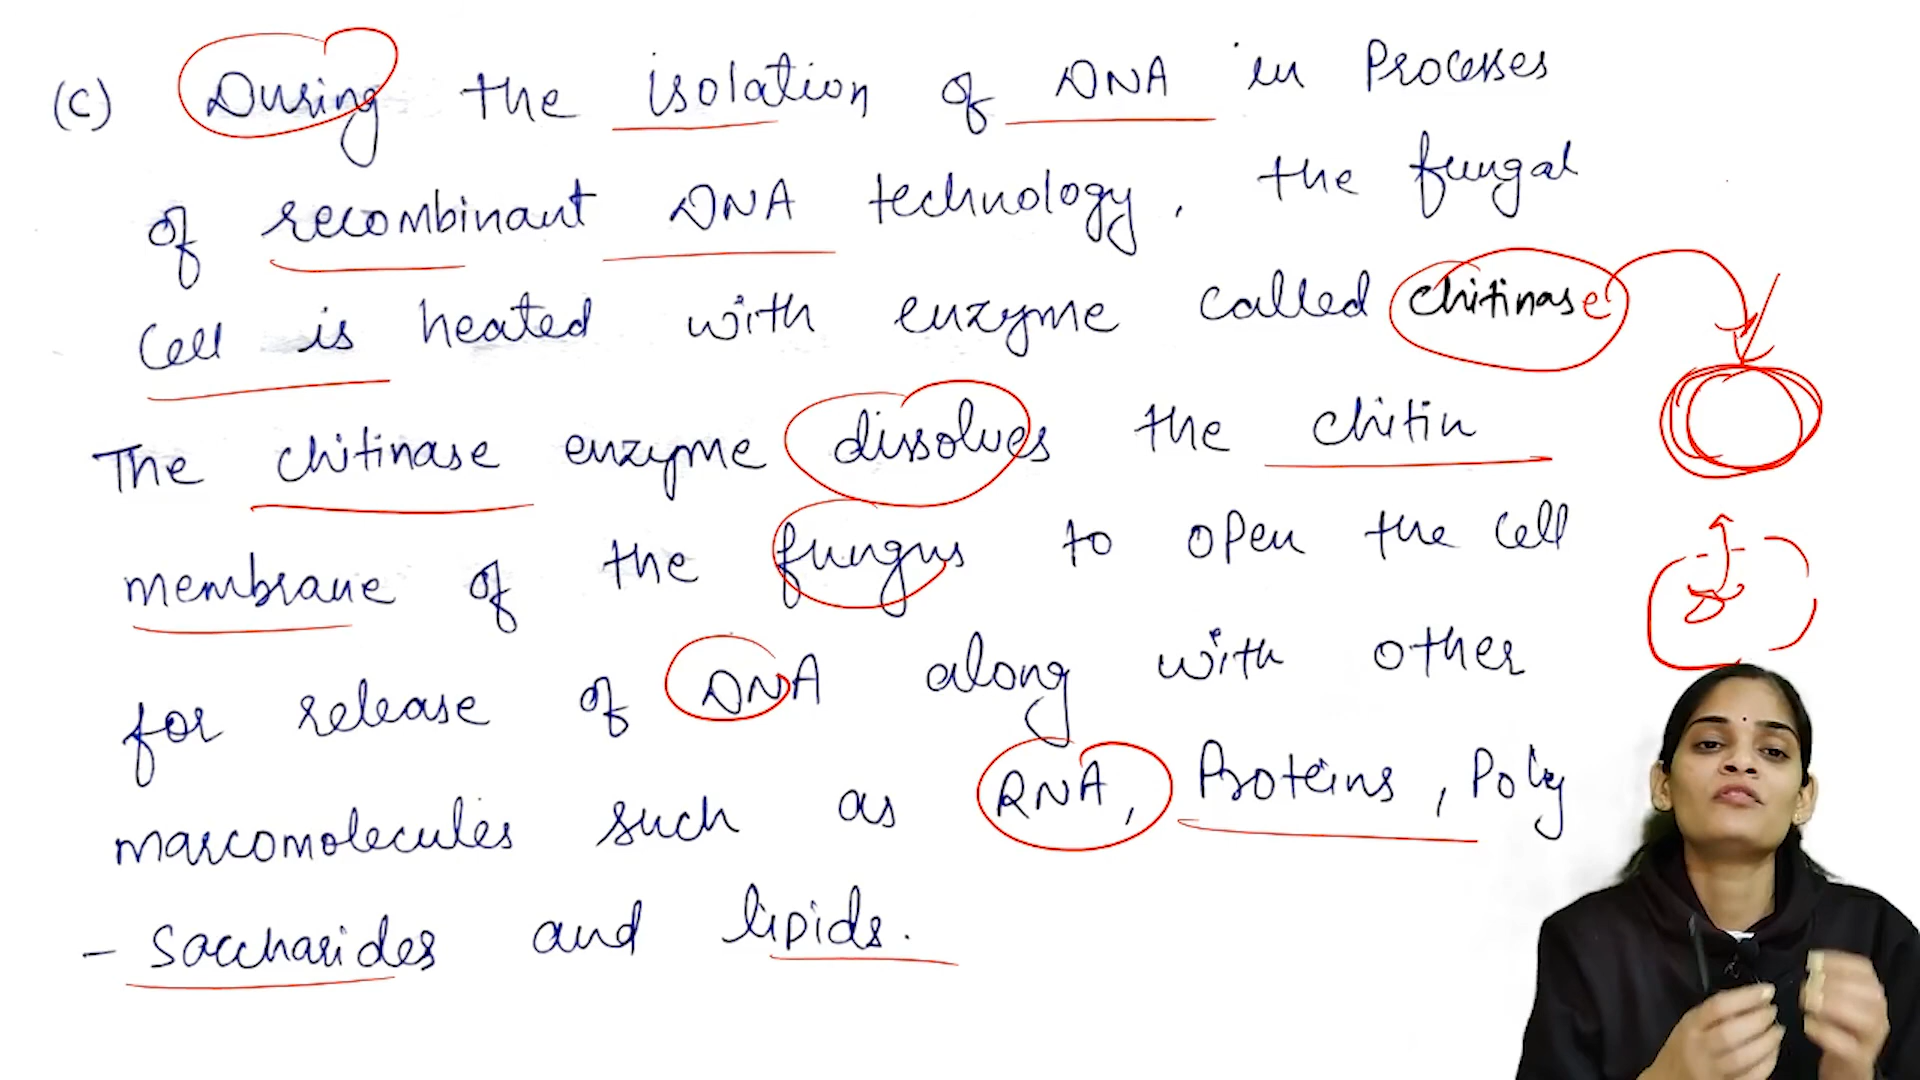 (c) During the isolation of DNA in Processes
of recombinant DNA technology, the fungal
Cell is heated with enzyme called chitinase
The chitinase enzyme dissolves the chitin
membrane of the fungus to open the cell
for release of DNA along with other
marcomolecules such as RNA, Proteins, Poly
- Saccharides and lipids.